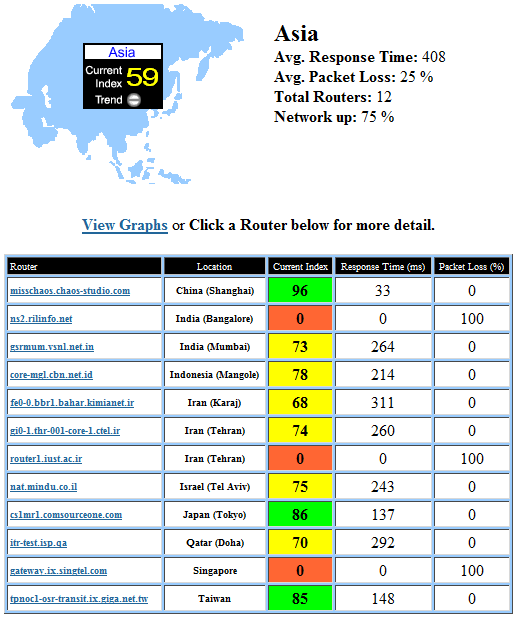 Asia
Current
Index 59
Trend
Asia
Avg. Response Time: 408
Avg. Packet Loss: 25 %
Total Routers: 12
Network up: 75 %
View Graphs or Click a Router below for more detail.
Router Location Current Index Response Time (ms) Packet Loss (%)
misschaos.chaos-studio.com China (Shanghai) 96 33 0
ns2.rilinfo.net India (Bangalore) 0 0 100
gsrmum.vsnl.net.in India (Mumbai) 73 264 0
core-mgl.cbn.net.id Indonesia (Mangole) 78 214 0
fe0-0.bbr1.bahar.kimianet.ir Iran (Karaj) 68 311 0
gi0-1.thr-001-core-1.ctel.ir Iran (Tehran) 74 260 0
router1.iust.ac.ir Iran (Tehran) 0 0 100
nat.mindu.co.il Israel (Tel Aviv) 75 243 0
cs1mr1.comsourceone.com Japan (Tokyo) 86 137 0
itr-test.isp.qa Qatar (Doha) 70 292 0
gateway.ix.singtel.com Singapore 0 0 100
tpnoc1-osr-transit.ix.giga.net.tw Taiwan 85 148 0